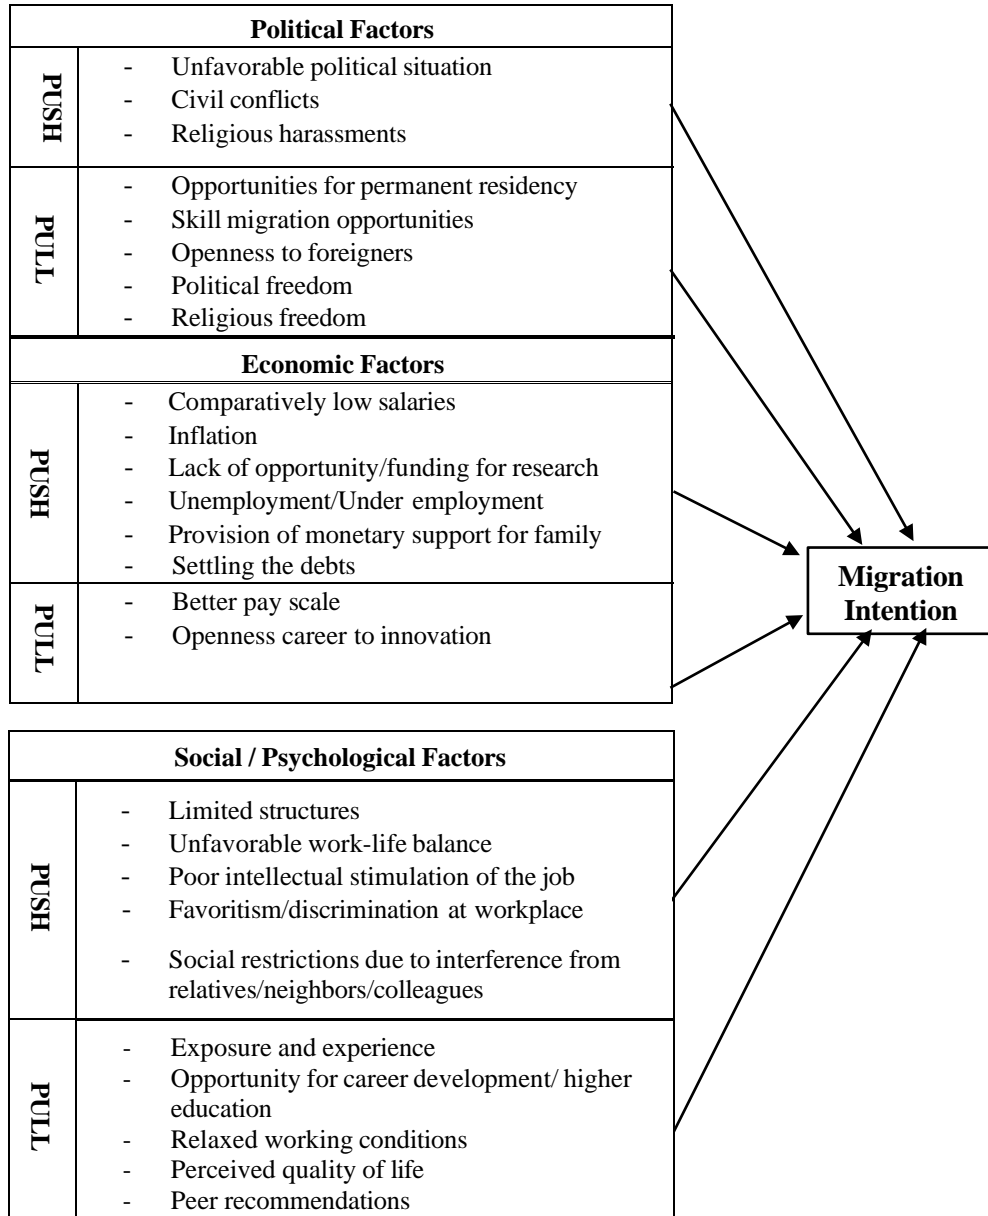 Political Factors
PUSH
- Unfavorable political situation
- Civil conflicts
- Religious harassments
PULL
- Opportunities for permanent residency
- Skill migration opportunities
- Openness to foreigners
- Political freedom
- Religious freedom
Economic Factors
PUSH
- Comparatively low salaries
- Inflation
- Lack of opportunity/funding for research
- Unemployment/Under employment
- Provision of monetary support for family
- Settling the debts
PULL
- Better pay scale
- Openness career to innovation
Migration
Intention
Social / Psychological Factors
PUSH
- Limited structures
- Unfavorable work-life balance
- Poor intellectual stimulation of the job
- Favoritism/discrimination at workplace
- Social restrictions due to interference from
relatives/neighbors/colleagues
PULL
- Exposure and experience
- Opportunity for career development/ higher
education
- Relaxed working conditions
- Perceived quality of life
- Peer recommendations